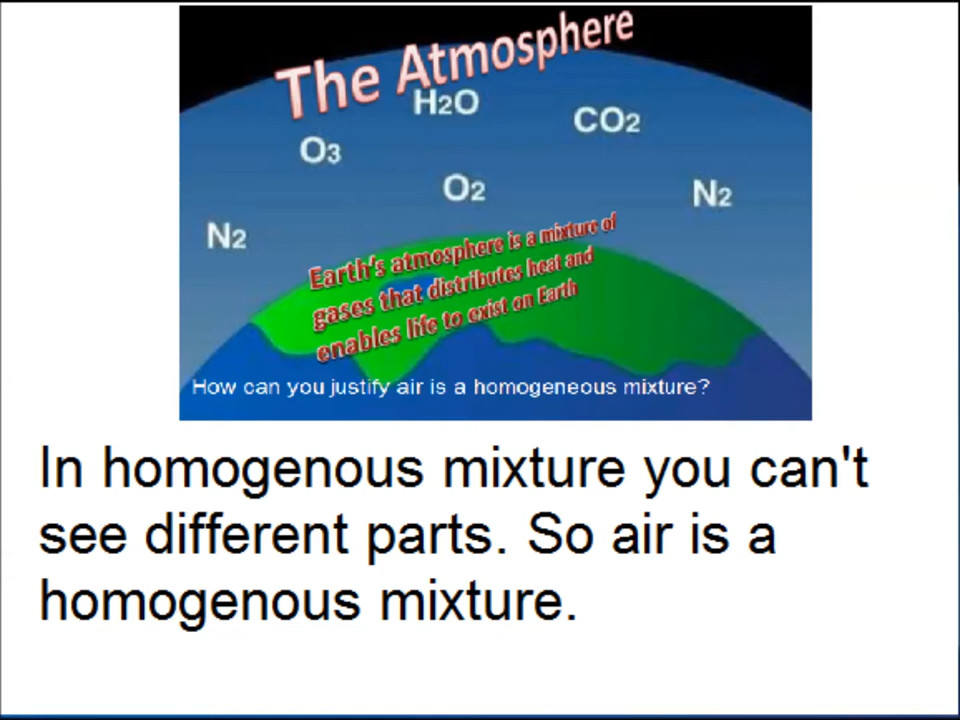 The Atmosphere
H2O
CO2
O3
O2
N2
N2
Earth's atmosphere is a mixture of
gases that distributes heat and
enables life to exist on Earth
How can you justify air is a homogeneous mixture?
In homogenous mixture you can't
see different parts. So air is a
homogenous mixture.